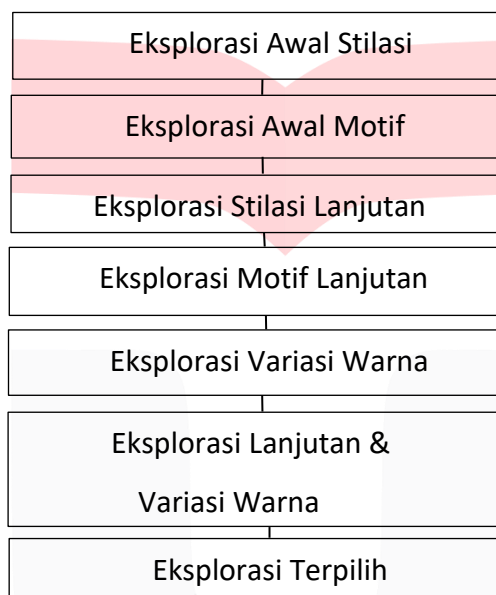 Eksplorasi Awal Stilasi
Eksplorasi Awal Motif
Eksplorasi Stilasi Lanjutan
Eksplorasi Motif Lanjutan
Eksplorasi Variasi Warna
Eksplorasi Lanjutan &
Variasi Warna
Eksplorasi Terpilih